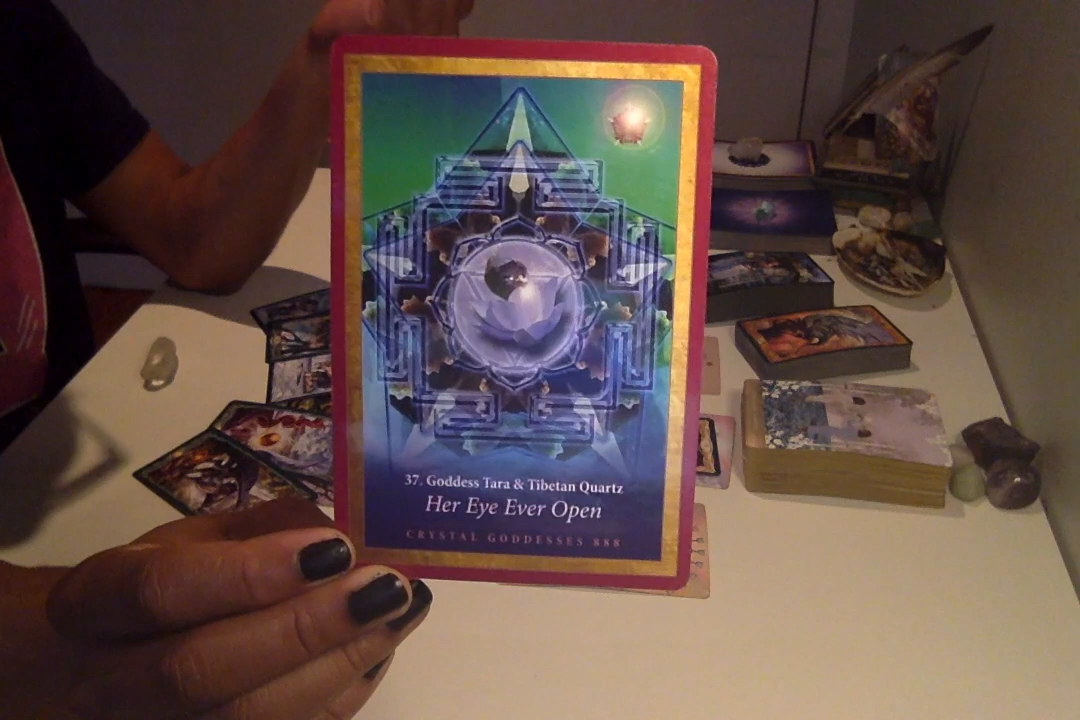 37. Goddess Tara & Tibetan Quartz
Her Eye Ever Open
CRYSTAL GODDESSES 888